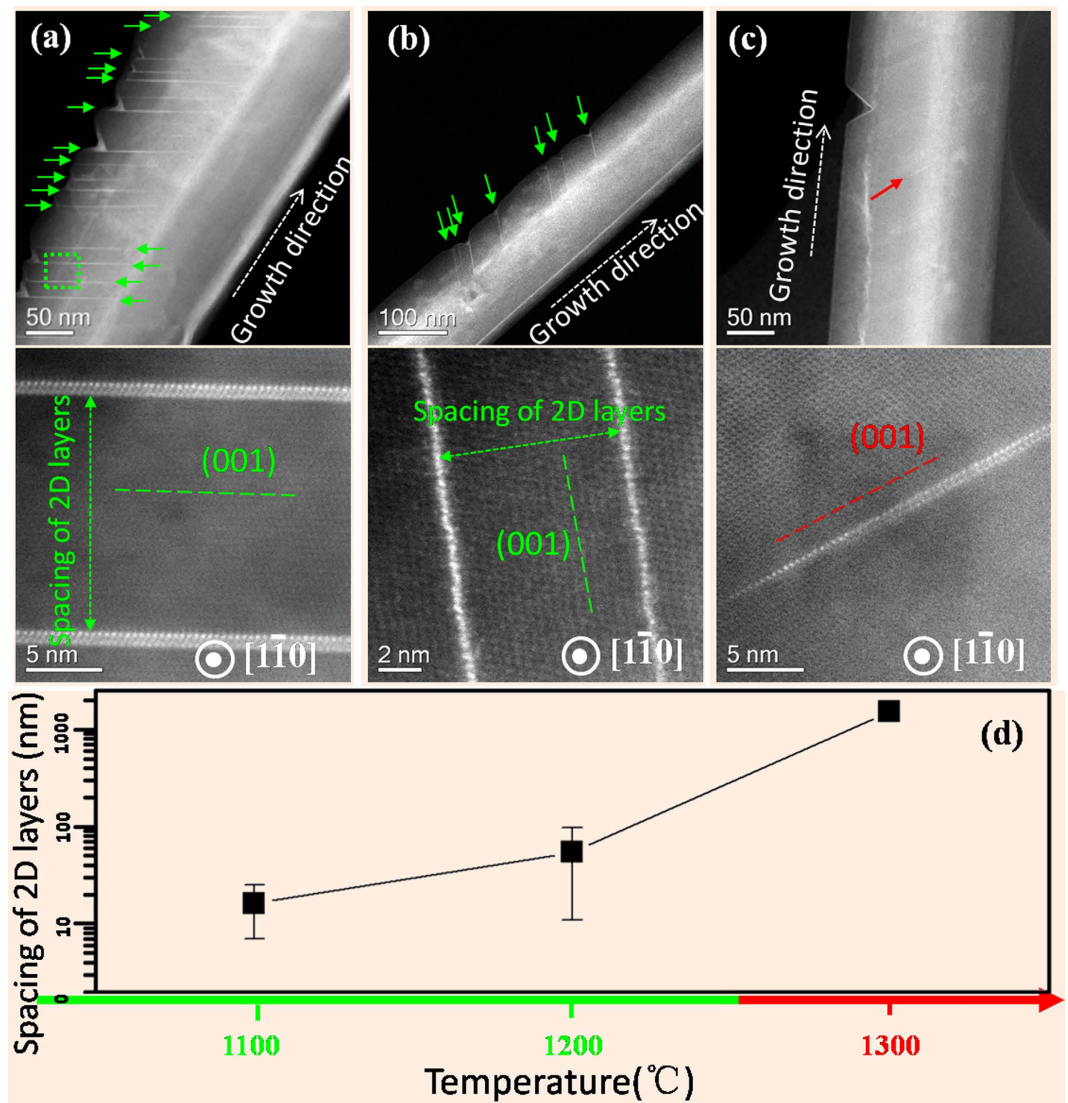 (a)
Growth direction
50 nm
(b)
Growth direction
100 nm
(c)
Growth direction
50 nm
Spacing of 2D layers
(001)
5 nm
[11̅0]
Spacing of 2D layers
(001)
2 nm
[11̅0]
(001)
5 nm
[11̅0]
(d)
Spacing of 2D layers (nm)
1000
100
10
0
1100
1200
1300
Temperature(℃)